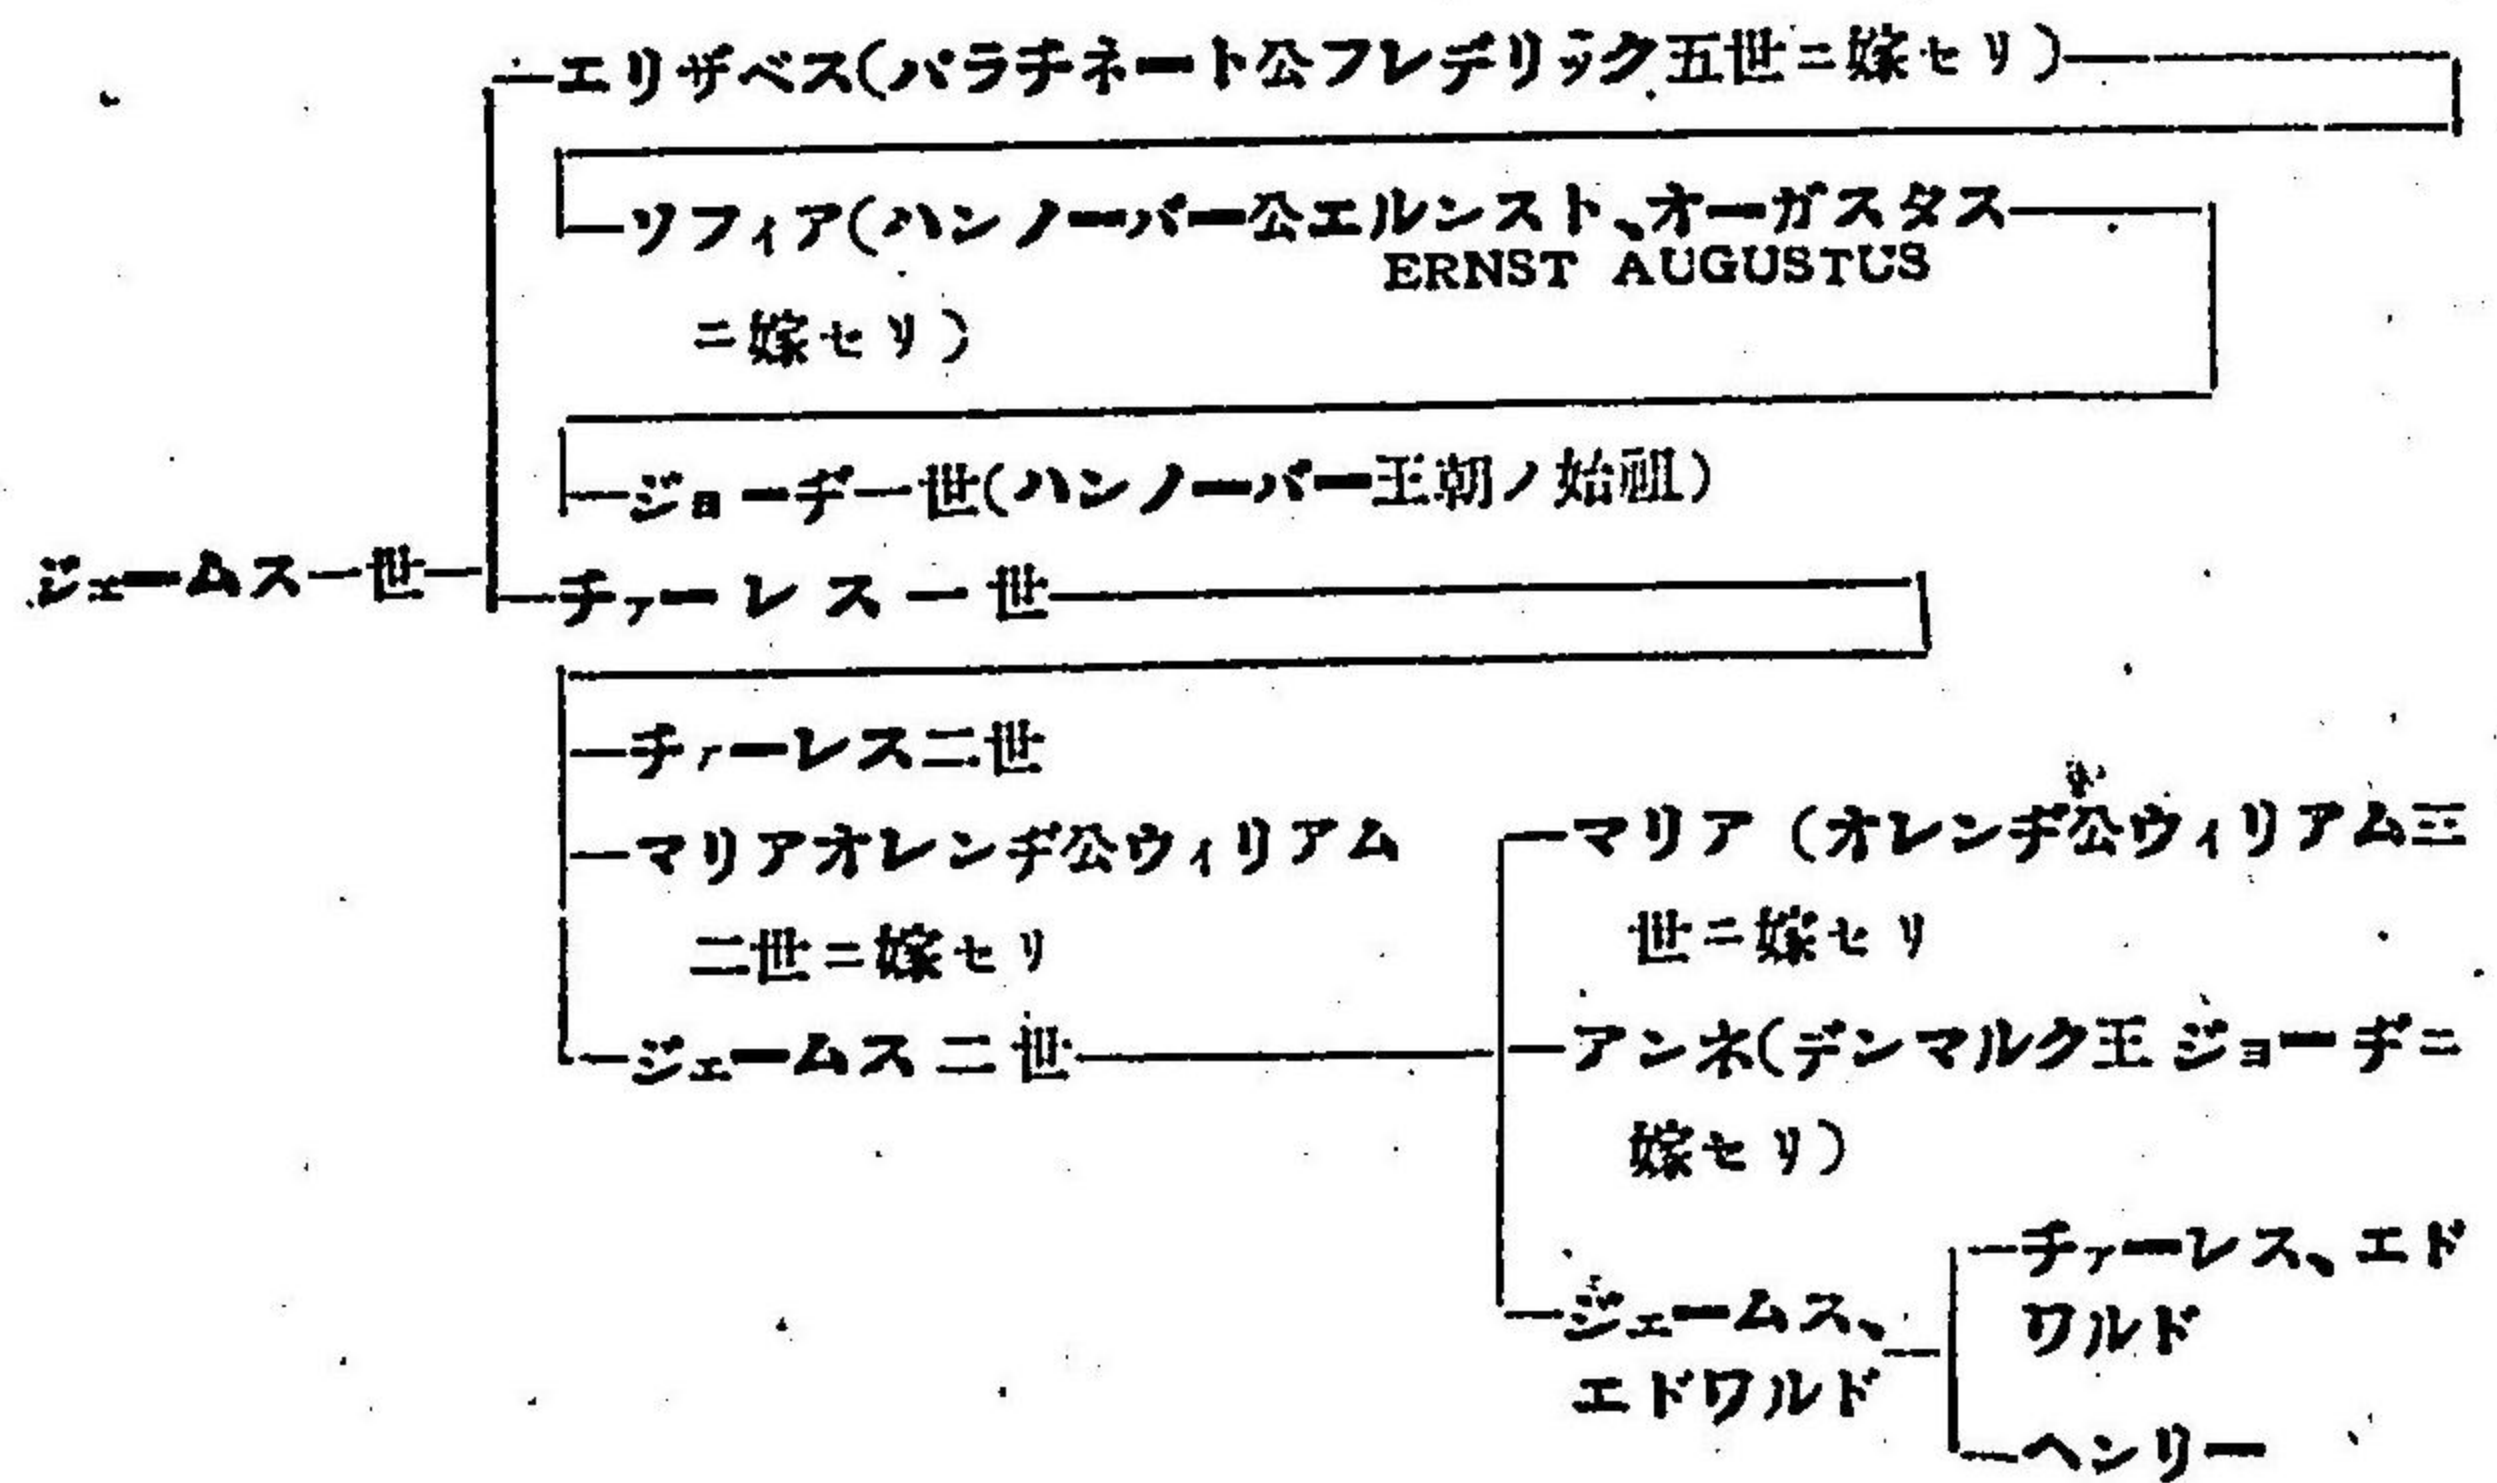 エリザベス(パラチネート公フレデリック五世ニ嫁セリ)
ソフィア(ハンノーバー公エルンスト、オーガスタス
ERNST AUGUSTUS
ニ嫁セリ)
ジョーヂ一世(ハンノーバー王朝ノ始祖)
ジェームス一世
チァーレス一世
チァーレス二世
マリアオレンヂ公ウィリアム
二世ニ嫁セリ
ジェームス二世
マリア(オレンヂ公ウィリアム三
世ニ嫁セリ
アンネ(デンマルク王ジョーヂニ
嫁セリ)
ジェームス、
エドワルド
チァーレス、エド
ワルド
ヘンリー